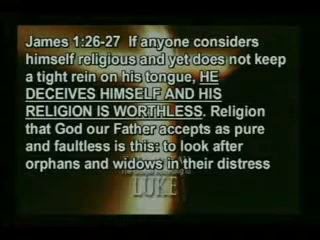 James 1:26-27 If anyone considers
himself religious and yet does not keep
a tight rein on his tongue, HE
DECEIVES HIMSELF AND HIS
RELIGION IS WORTHLESS. Religion
that God our Father accepts as pure
and faultless is this: to look after
orphans and widows in their distress
LUKE